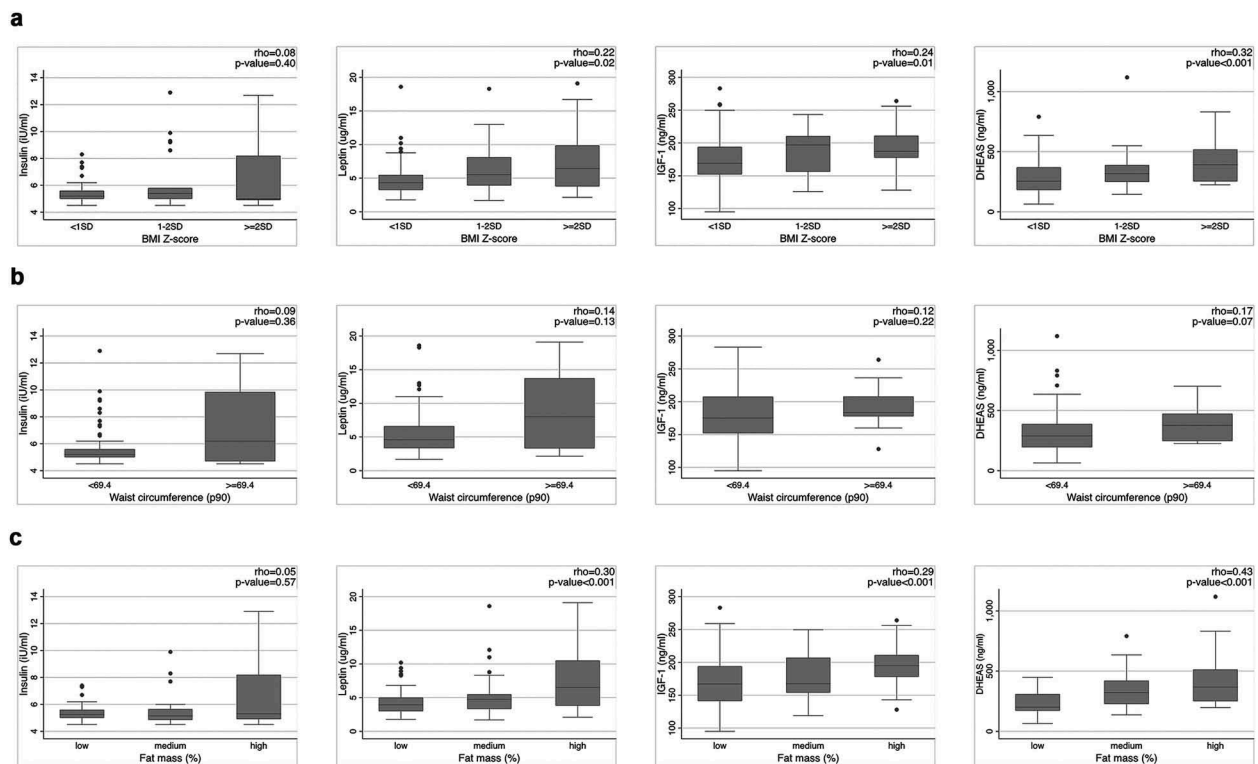 a
rho=0.08
p-value=0.40
Insulin (iU/ml)
14
12
10
8
6
4
<1SD 1-2SD >=2SD
BMI Z-score
rho=0.22
p-value=0.02
Leptin (ug/ml)
20
15
10
5
0
<1SD 1-2SD >=2SD
BMI Z-score
rho=0.24
p-value=0.01
IGF-1 (ng/ml)
300
250
200
150
100
<1SD 1-2SD >=2SD
BMI Z-score
rho=0.32
p-value<0.001
DHEAS (ng/ml)
1,000
500
0
<1SD 1-2SD >=2SD
BMI Z-score
b
rho=0.09
p-value=0.36
Insulin (iU/ml)
14
12
10
8
6
4
<69.4 >=69.4
Waist circumference (p90)
rho=0.14
p-value=0.13
Leptin (ug/ml)
20
15
10
5
0
<69.4 >=69.4
Waist circumference (p90)
rho=0.12
p-value=0.22
IGF-1 (ng/ml)
300
250
200
150
100
<69.4 >=69.4
Waist circumference (p90)
rho=0.17
p-value=0.07
DHEAS (ng/ml)
1,000
500
0
<69.4 >=69.4
Waist circumference (p90)
c
rho=0.05
p-value=0.57
Insulin (iU/ml)
14
12
10
8
6
4
low medium high
Fat mass (%)
rho=0.30
p-value<0.001
Leptin (ug/ml)
20
15
10
5
0
low medium high
Fat mass (%)
rho=0.29
p-value<0.001
IGF-1 (ng/ml)
300
250
200
150
100
low medium high
Fat mass (%)
rho=0.43
p-value<0.001
DHEAS (ng/ml)
1,000
500
0
low medium high
Fat mass (%)